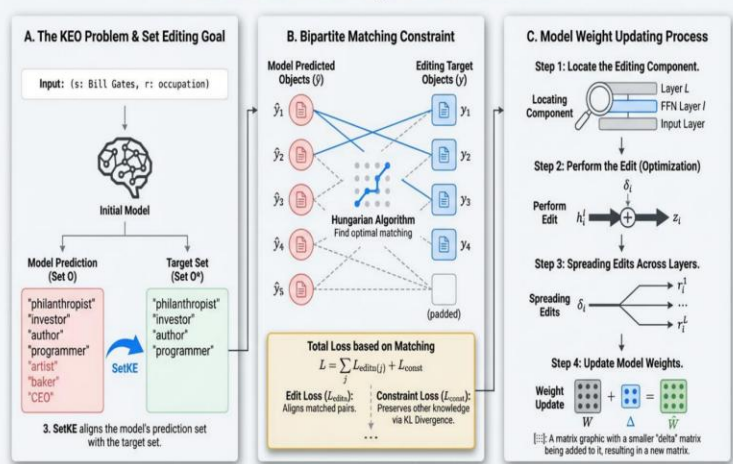 A. The KEO Problem & Set Editing Goal
Input: (s: Bill Gates, r: occupation)
Initial Model
Model Prediction
(Set O)
Target Set
(Set O*)
"philanthropist"
"investor"
"author"
"programmer"
"artist"
"baker"
"CEO"
SetKE
"philanthropist"
"investor"
"author"
"programmer"
3. SetKE aligns the model's prediction set
with the target set.
B. Bipartite Matching Constraint
Model Predicted
Objects (ŷ)
Editing Target
Objects (y)
ŷ₁
ŷ₂
ŷ₃
ŷ₄
ŷ₅
y₁
y₂
y₃
y₄
(padded)
Hungarian Algorithm
Find optimal matching
Total Loss based on Matching
L = ∑ⱼ L_editπ(j) + L_const
Edit Loss (L_editπ):
Aligns matched pairs.
Constraint Loss (L_const):
Preserves other knowledge
via KL Divergence.
...
C. Model Weight Updating Process
Step 1: Locate the Editing Component.
Locating
Component
Layer L
FFN Layer l
Input Layer
Step 2: Perform the Edit (Optimization)
δᵢ
Perform
Edit
hᵢˡ
+
zᵢ
Step 3: Spreading Edits Across Layers.
Spreading
Edits
δᵢ
rᵢ¹
...
rᵢᴸ
Step 4: Update Model Weights.
Weight
Update
+
=
W
Δ
Ŵ
A matrix graphic with a smaller "delta" matrix
being added to it, resulting in a new matrix.